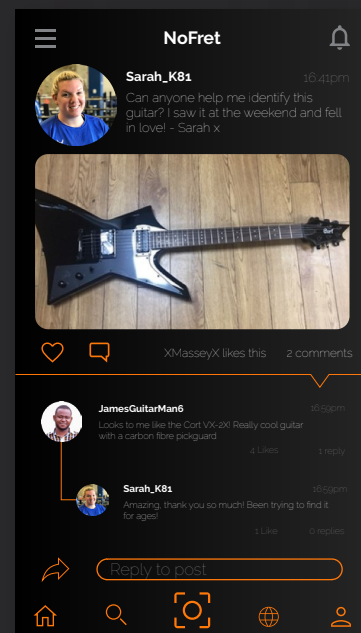 NoFret
Sarah_K81 16:41pm
Can anyone help me identify this
guitar? I saw it at the weekend and fell
in love! - Sarah x
Cort
XMasseyX likes this 2 comments
JamesGuitarMan6 16:59pm
Looks to me like the Cort VX-2X! Really cool guitar
with a carbon fibre pickguard
4 Likes 1 reply
Sarah_K81 16:59pm
Amazing, thank you so much! Been trying to find it
for ages!
1 Like 0 replies
Reply to post